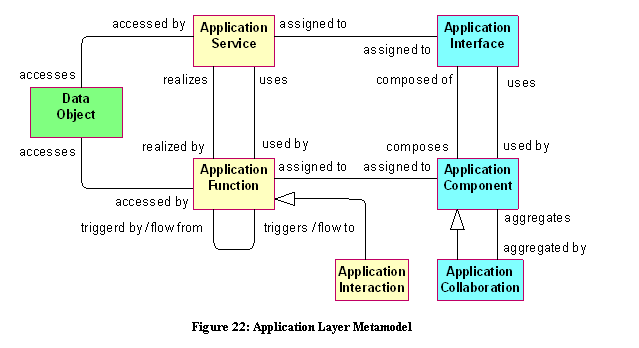 accessed by
Application
Service
assigned to
assigned to
Application
Interface
accesses
realizes
uses
composed of
uses
Data
Object
accesses
realized by
used by
composes
used by
Application
Function
assigned to
assigned to
Application
Component
accessed by
triggerd by / flow from
triggers / flow to
aggregates
aggregated by
Application
Interaction
Application
Collaboration
Figure 22: Application Layer Metamodel